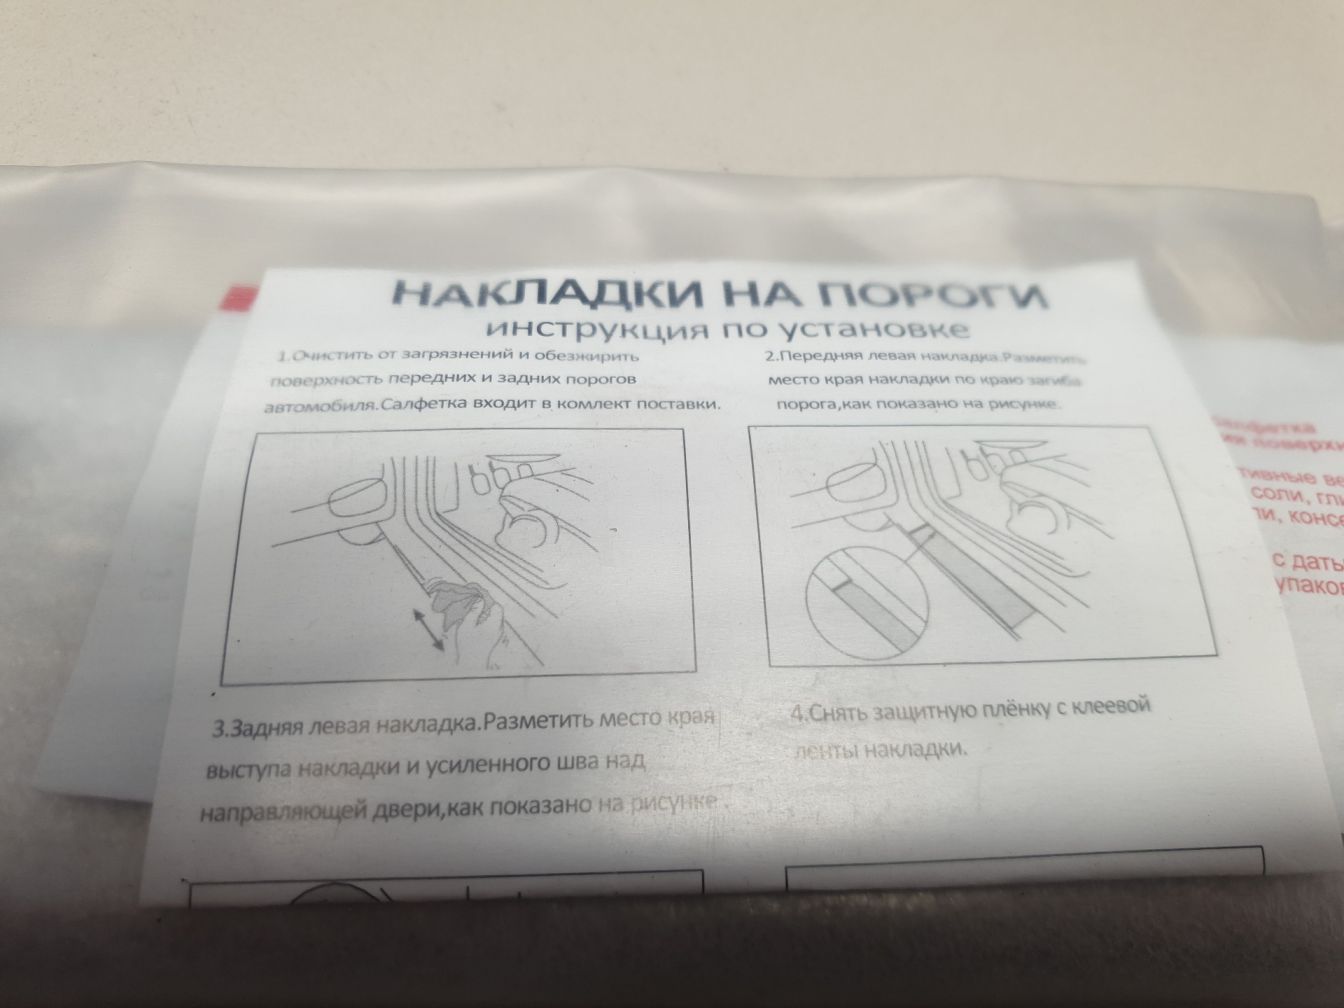 НАКЛАДКИ НА ПОРОГИ
инструкция по установке
1.Очистить от загрязнений и обезжирить
поверхность передних и задних порогов
автомобиля.Салфетка входит в комлект поставки.
2.Передняя левая накладка.Разметить
место края накладки по краю загиба
порога,как показано на рисунке.
3.Задняя левая накладка.Разметить место края
выступа накладки и усиленного шва над
направляющей двери,как показано на рисунке.
4.Снять защитную плёнку с клеевой
ленты накладки.
Салфетка
соли,
с даты